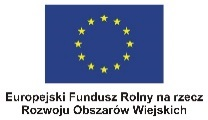 Europejski Fundusz Rolny na rzecz
Rozwoju Obszarów Wiejskich